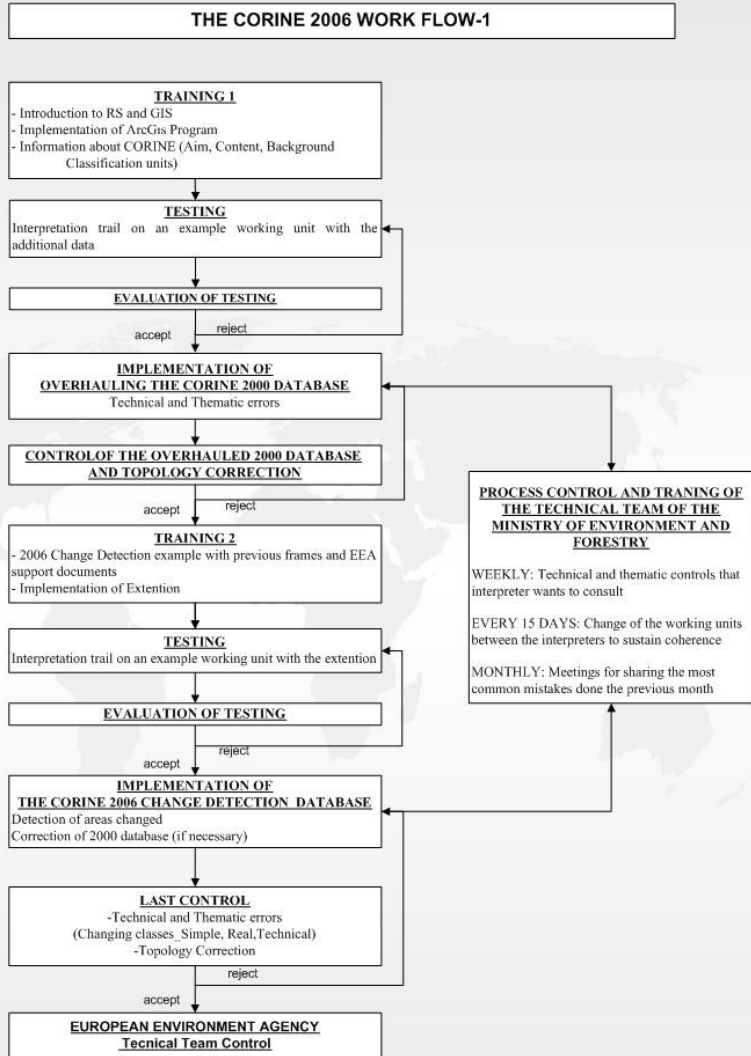 THE CORINE 2006 WORK FLOW-1
TRAINING 1
- Introduction to RS and GIS
- Implementation of ArcGis Program
- Information about CORINE (Aim, Content, Background
Classification units)
TESTING
Interpretation trail on an example working unit with the
additional data
EVALUATION OF TESTING
accept
reject
IMPLEMENTATION OF
OVERHAULING THE CORINE 2000 DATABASE
Technical and Thematic errors
CONTROLOF THE OVERHAULED 2000 DATABASE
AND TOPOLOGY CORRECTION
accept
reject
TRAINING 2
- 2006 Change Detection example with previous frames and EEA
support documents
- Implementation of Extention
TESTING
Interpretation trail on an example working unit with the extention
EVALUATION OF TESTING
accept
reject
IMPLEMENTATION OF
THE CORINE 2006 CHANGE DETECTION DATABASE
Detection of areas changed
Correction of 2000 database (if necessary)
LAST CONTROL
-Technical and Thematic errors
(Changing classes_Simple, Real,Technical)
-Topology Correction
reject
accept
EUROPEAN ENVIRONMENT AGENCY
Tecnical Team Control
PROCESS CONTROL AND TRANING OF
THE TECHNICAL TEAM OF THE
MINISTRY OF ENVIRONMENT AND
FORESTRY
WEEKLY: Technical and thematic controls that
interpreter wants to consult
EVERY 15 DAYS: Change of the working units
between the interpreters to sustain coherence
MONTHLY: Meetings for sharing the most
common mistakes done the previous month